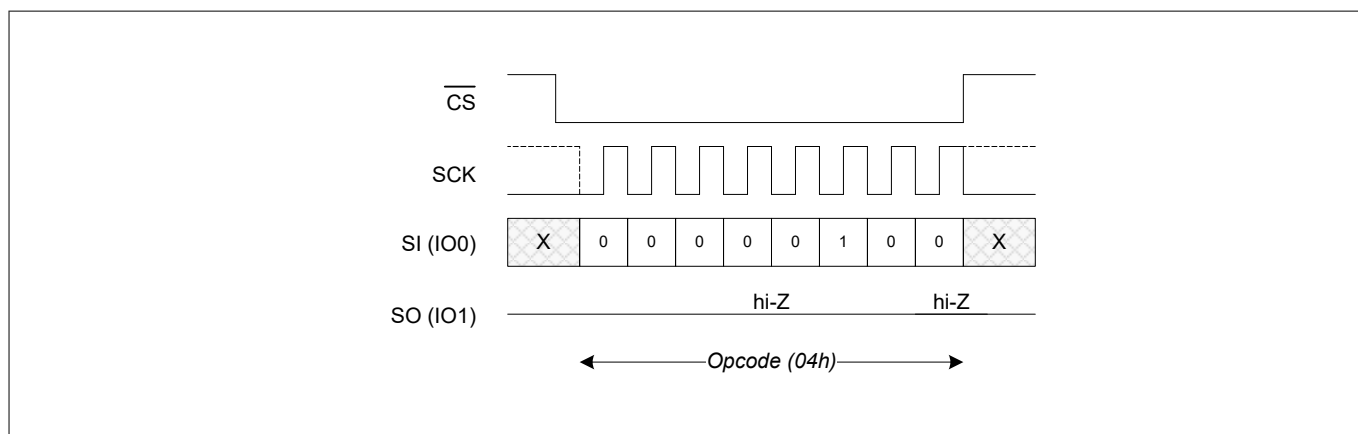 CS
SCK
SI (IO0) X 0 0 0 0 0 1 0 0 X
hi-Z hi-Z
SO (IO1)
Opcode (04h)